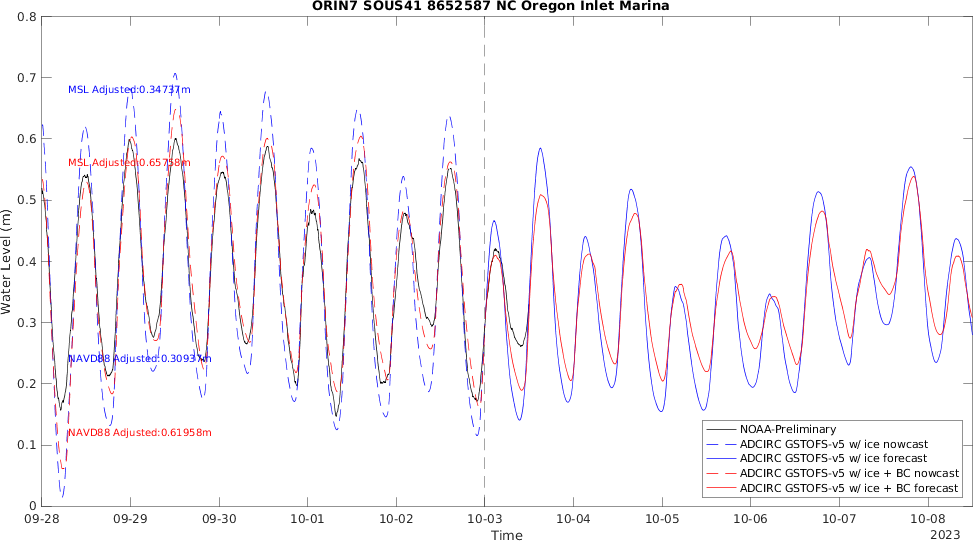 ORIN7 SOUS41 8652587 NC Oregon Inlet Marina
0.8
0.7
0.6
0.5
0.4
0.3
0.2
0.1
0
Water Level (m)
MSL Adjusted:0.34737m
MSL Adjusted:0.65758m
NAVD88 Adjusted:0.30937m
NAVD88 Adjusted:0.61958m
NOAA-Preliminary
ADCIRC GSTOFS-v5 w/ ice nowcast
ADCIRC GSTOFS-v5 w/ ice forecast
ADCIRC GSTOFS-v5 w/ ice + BC nowcast
ADCIRC GSTOFS-v5 w/ ice + BC forecast
09-28 09-29 09-30 10-01 10-02 10-03 10-04 10-05 10-06 10-07 10-08
Time
2023